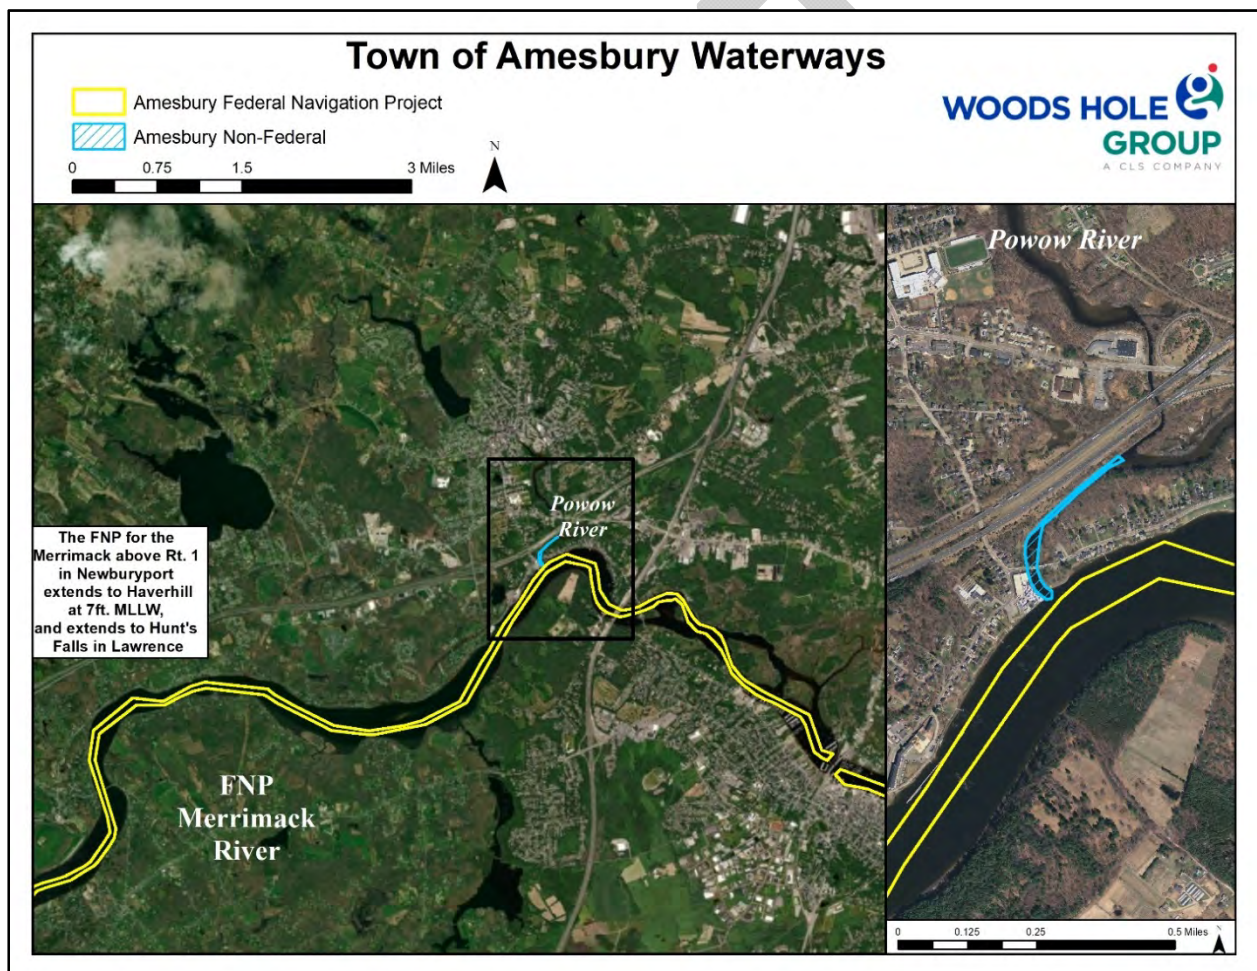 Town of Amesbury Waterways
Amesbury Federal Navigation Project
Amesbury Non-Federal
0 0.75 1.5 3 Miles
N
WOODS HOLE
GROUP
A CLS COMPANY
Powow
River
The FNP for the
Merrimack above Rt. 1
in Newburyport
extends to Haverhill
at 7ft. MLLW,
and extends to Hunt's
Falls in Lawrence
FNP
Merrimack
River
Powow River
0 0.125 0.25 0.5 Miles
N